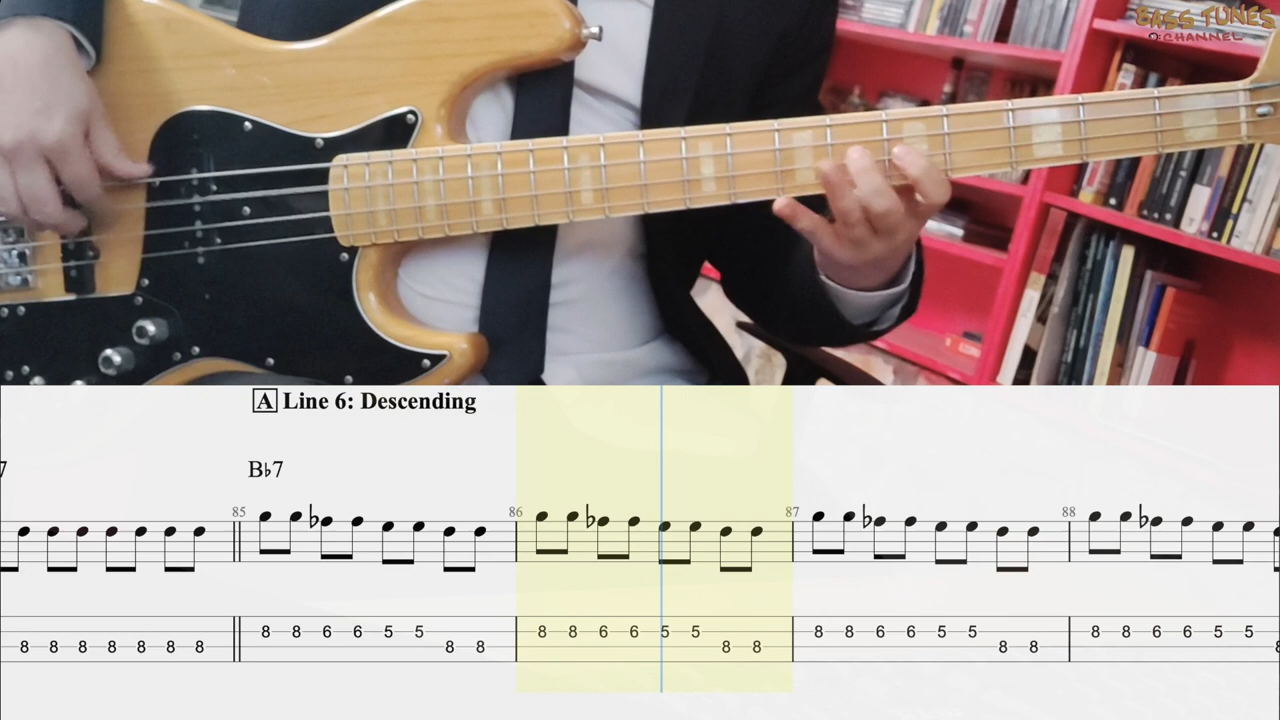 BASS TUNES
CHANNEL
A Line 6: Descending
7 B♭7
85 86 87 88
8 8 8 8 8 8 8 8 8 6 6 5 5 8 8 8 8 6 6 5 5 8 8 8 8 6 6 5 5 8 8 8 8 6 6 5 5 8